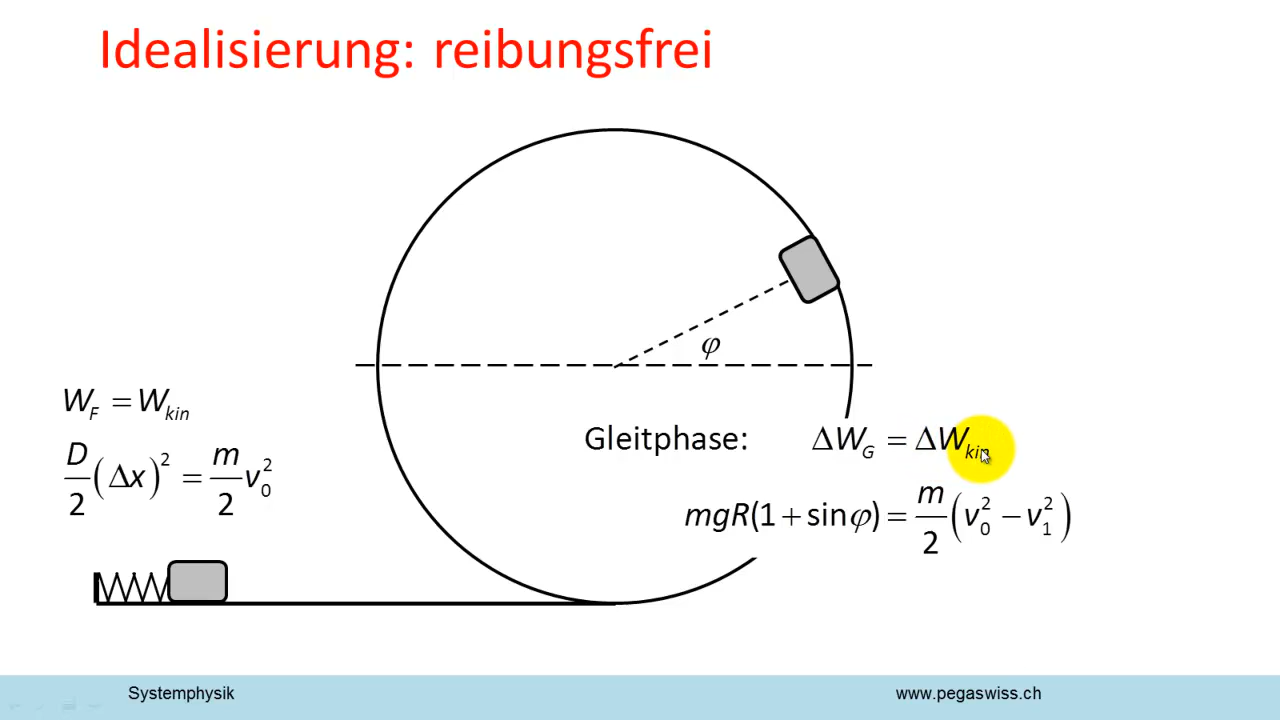 Idealisierung: reibungsfrei
φ
W_F = W_kin
D/2 (Δx)² = m/2 v₀²
Gleitphase: ΔW_G = ΔW_kin
mgR(1 + sinφ) = m/2 (v₀² − v₁²)
Systemphysik
www.pegaswiss.ch